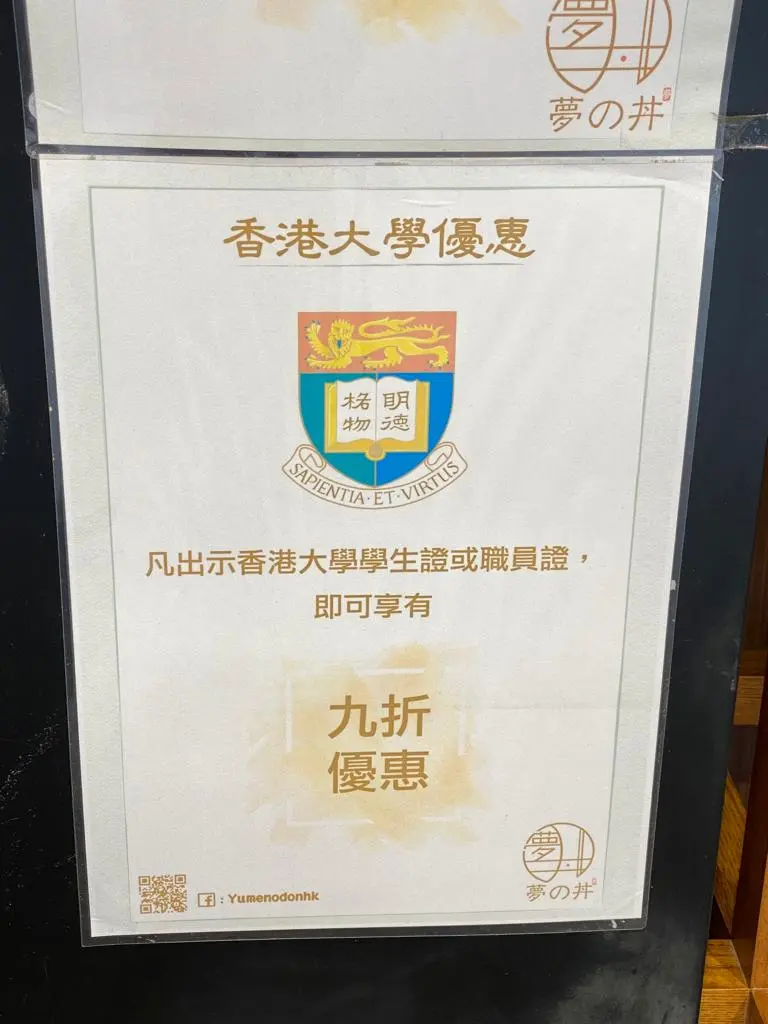 夢
夢の丼
香港大學優惠
明德
格物
SAPIENTIA·ET·VIRTUS
凡出示香港大學學生證或職員證，
即可享有
九折
優惠
夢
f : Yumenodonhk
夢の丼